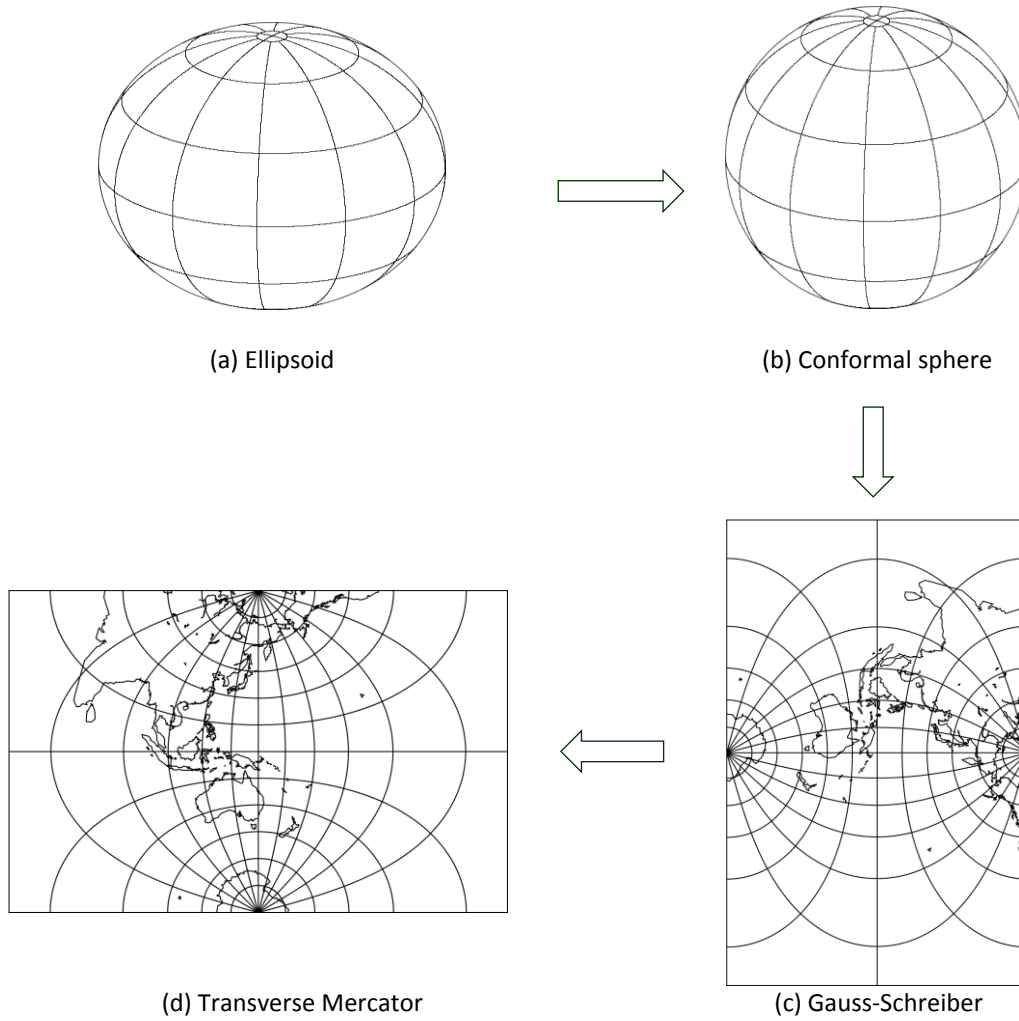 (a) Ellipsoid
(b) Conformal sphere
(d) Transverse Mercator
(c) Gauss-Schreiber